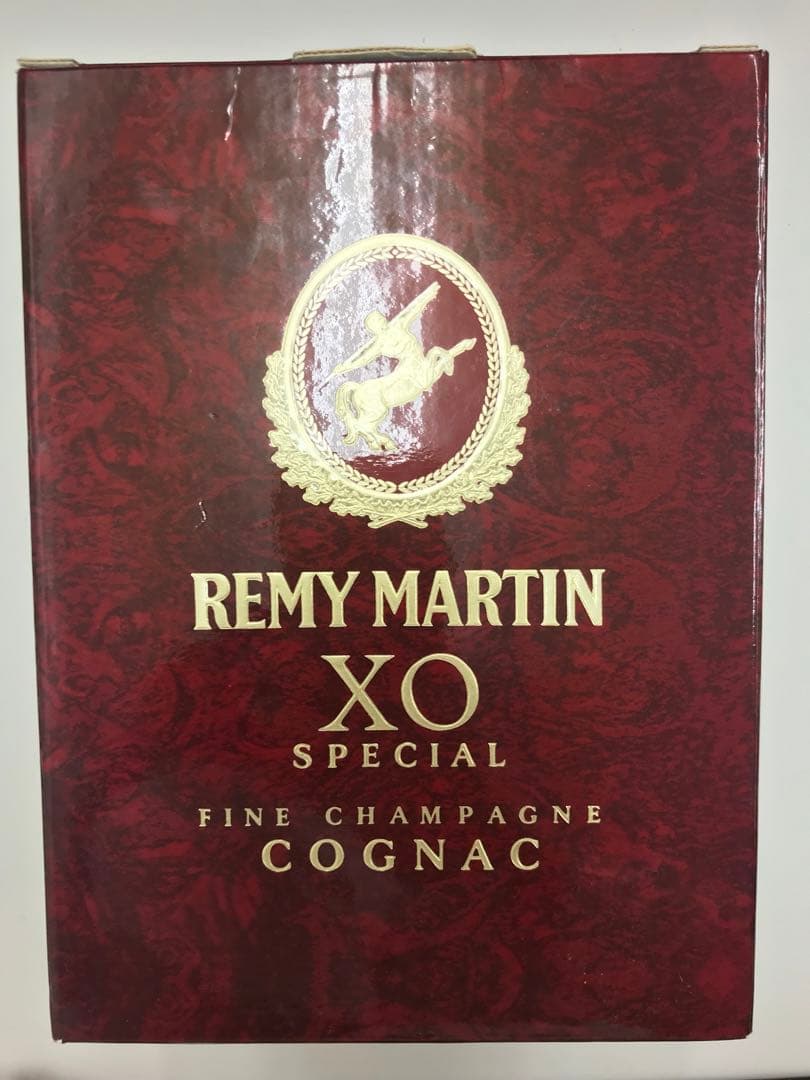 REMY MARTIN
XO
SPECIAL
FINE CHAMPAGNE
COGNAC